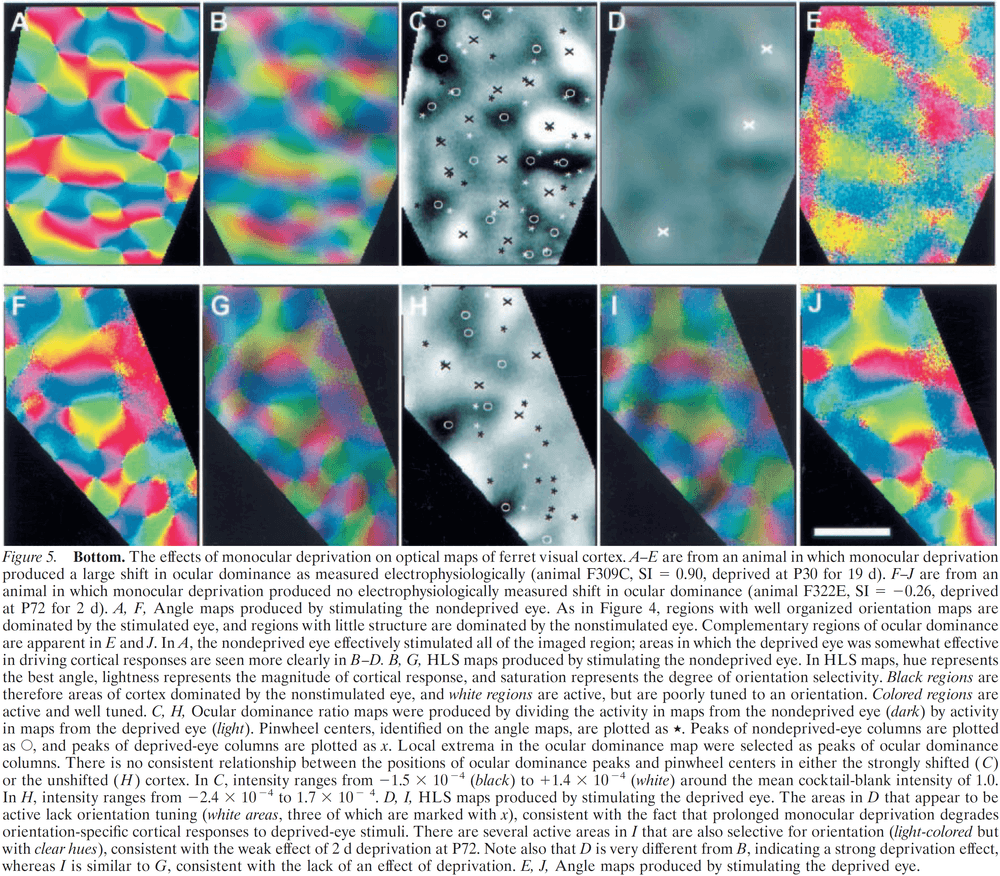 A B C D E
F G H I J
Figure 5. Bottom. The effects of monocular deprivation on optical maps of ferret visual cortex. A–E are from an animal in which monocular deprivation
produced a large shift in ocular dominance as measured electrophysiologically (animal F309C, SI = 0.90, deprived at P30 for 19 d). F–J are from an
animal in which monocular deprivation produced no electrophysiologically measured shift in ocular dominance (animal F322E, SI = −0.26, deprived
at P72 for 2 d). A, F, Angle maps produced by stimulating the nondeprived eye. As in Figure 4, regions with well organized orientation maps are
dominated by the stimulated eye, and regions with little structure are dominated by the nonstimulated eye. Complementary regions of ocular dominance
are apparent in E and J. In A, the nondeprived eye effectively stimulated all of the imaged region; areas in which the deprived eye was somewhat effective
in driving cortical responses are seen more clearly in B–D. B, G, HLS maps produced by stimulating the nondeprived eye. In HLS maps, hue represents
the best angle, lightness represents the magnitude of cortical response, and saturation represents the degree of orientation selectivity. Black regions are
therefore areas of cortex dominated by the nonstimulated eye, and white regions are active, but are poorly tuned to an orientation. Colored regions are
active and well tuned. C, H, Ocular dominance ratio maps were produced by dividing the activity in maps from the nondeprived eye (dark) by activity
in maps from the deprived eye (light). Pinwheel centers, identified on the angle maps, are plotted as ★. Peaks of nondeprived-eye columns are plotted
as ○, and peaks of deprived-eye columns are plotted as x. Local extrema in the ocular dominance map were selected as peaks of ocular dominance
columns. There is no consistent relationship between the positions of ocular dominance peaks and pinwheel centers in either the strongly shifted (C)
or the unshifted (H) cortex. In C, intensity ranges from −1.5 × 10⁻⁴ (black) to +1.4 × 10⁻⁴ (white) around the mean cocktail-blank intensity of 1.0.
In H, intensity ranges from −2.4 × 10⁻⁴ to 1.7 × 10⁻⁴. D, I, HLS maps produced by stimulating the deprived eye. The areas in D that appear to be
active lack orientation tuning (white areas, three of which are marked with x), consistent with the fact that prolonged monocular deprivation degrades
orientation-specific cortical responses to deprived-eye stimuli. There are several active areas in I that are also selective for orientation (light-colored but
with clear hues), consistent with the weak effect of 2 d deprivation at P72. Note also that D is very different from B, indicating a strong deprivation effect,
whereas I is similar to G, consistent with the lack of an effect of deprivation. E, J, Angle maps produced by stimulating the deprived eye.